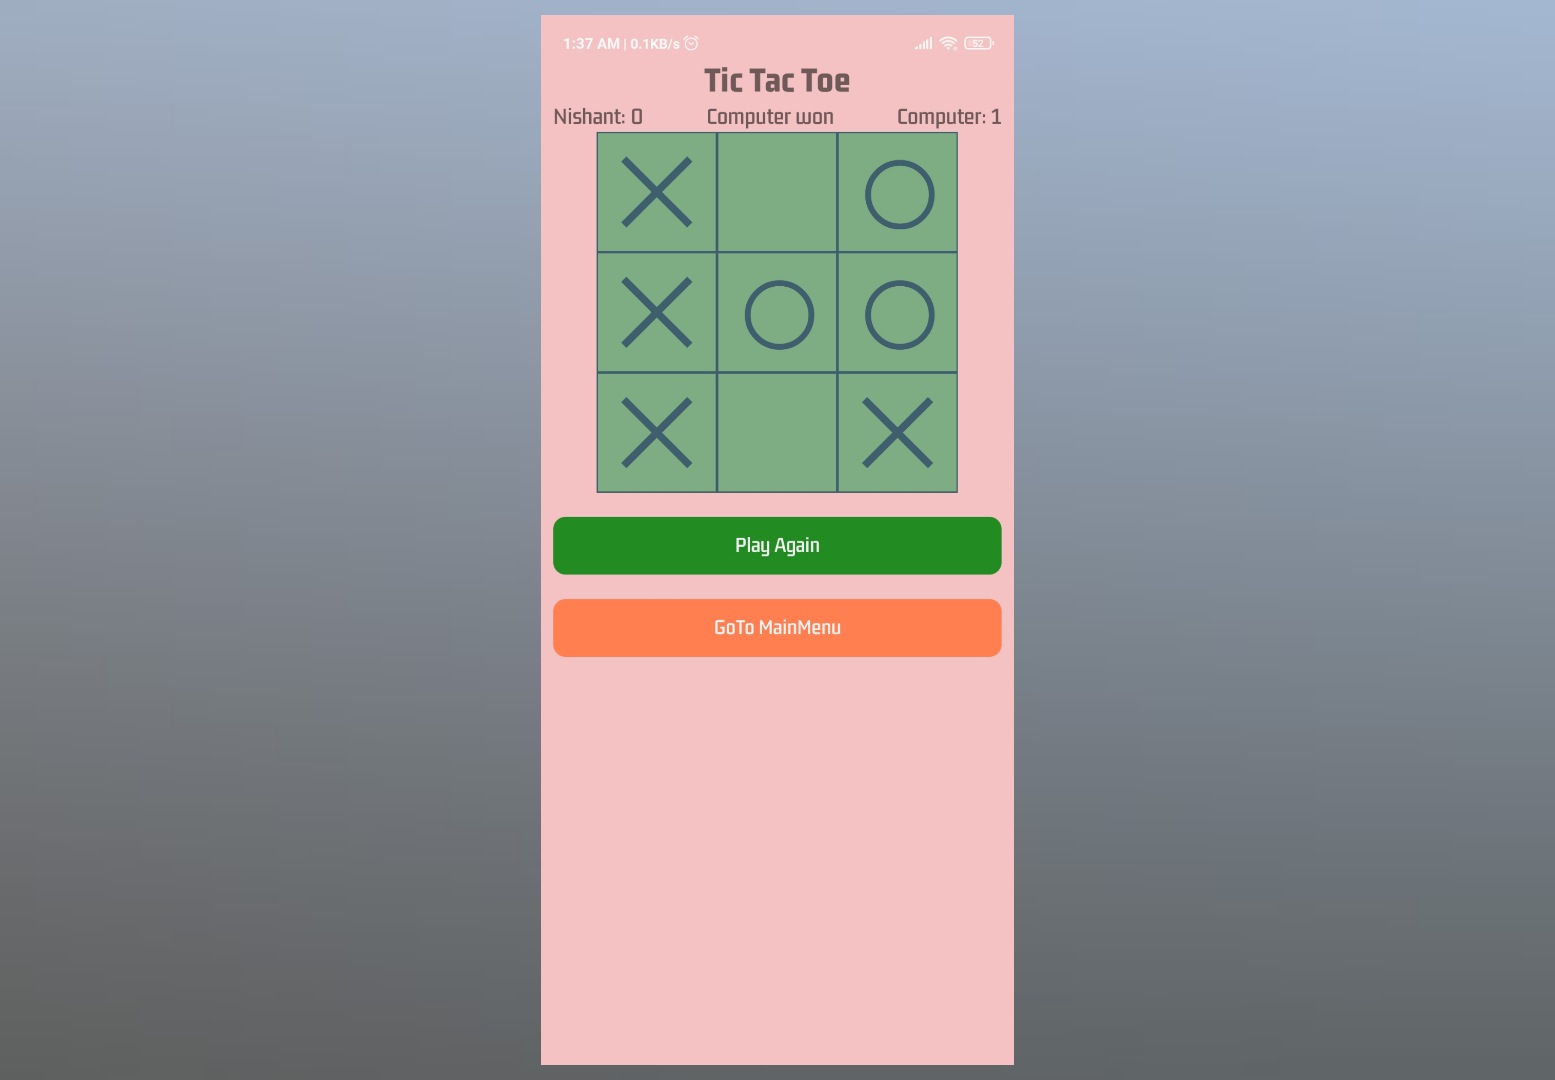 1:37 AM | 0.1KB/s 52
Tic Tac Toe
Nishant: 0 Computer won Computer: 1
X O
X O O
X X
Play Again
GoTo MainMenu